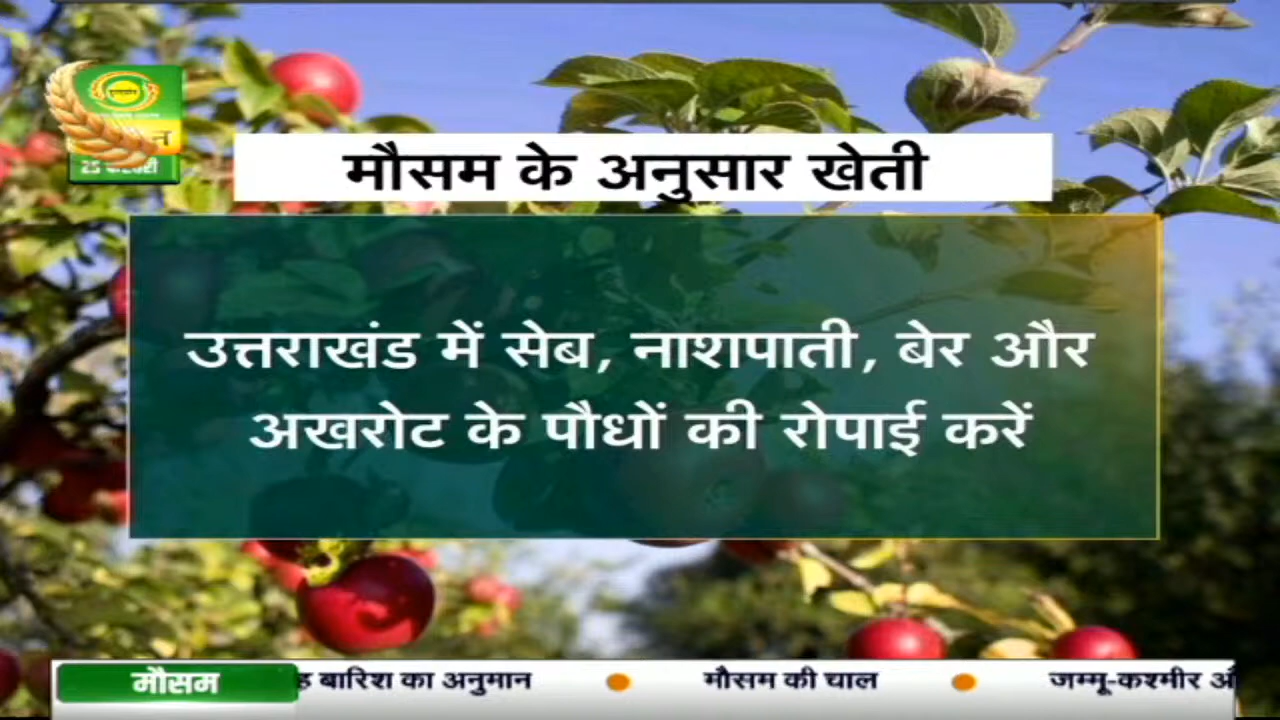 मौसम के अनुसार खेती
उत्तराखंड में सेब, नाशपाती, बेर और
अखरोट के पौधों की रोपाई करें
मौसम
बारिश का अनुमान
मौसम की चाल
जम्मू-कश्मीर